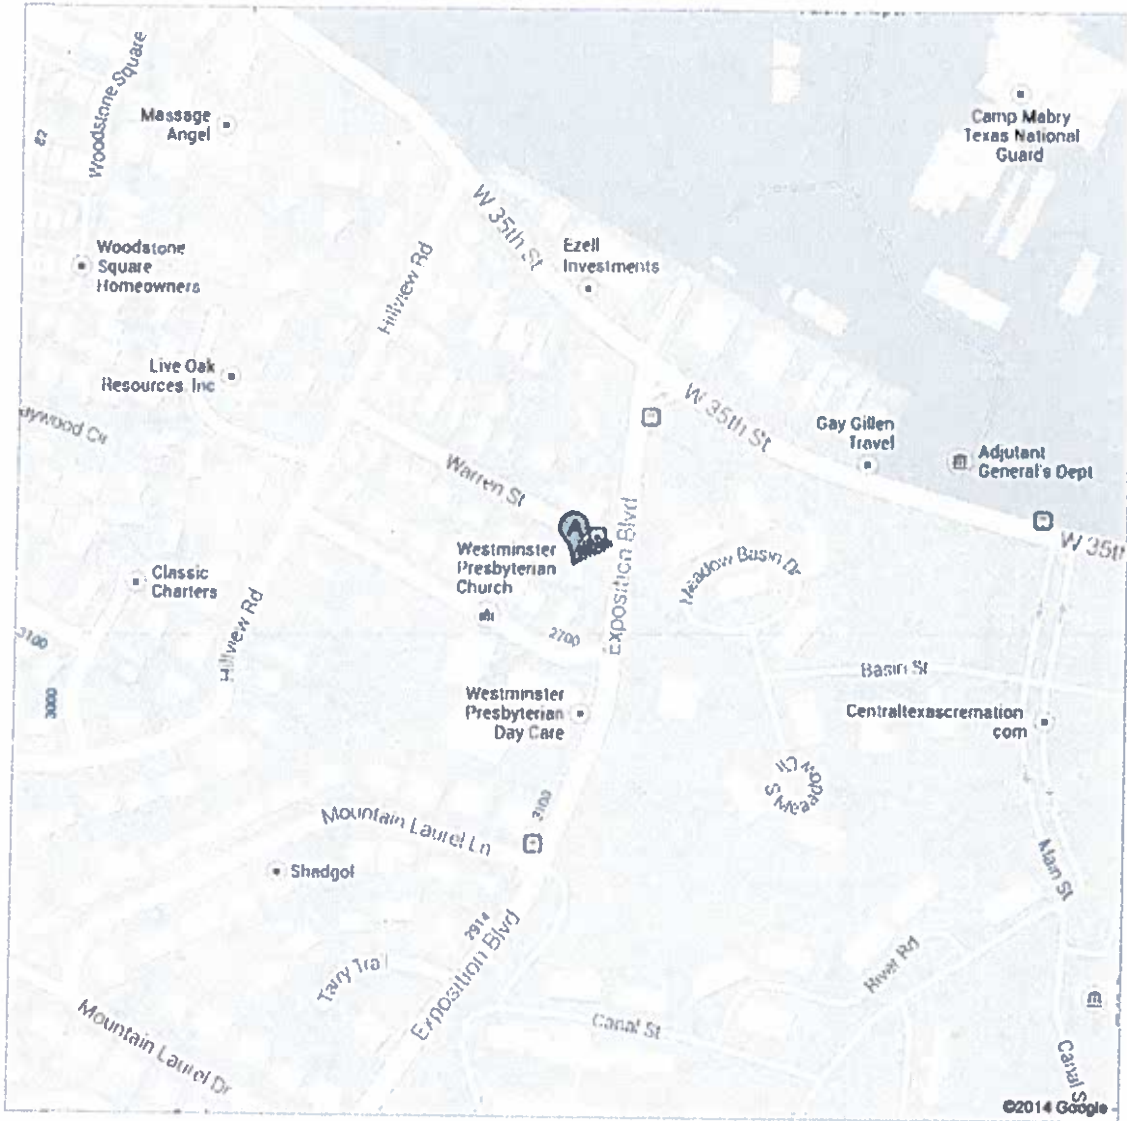 Woodstone Square
Massage
Angel
Camp Mabry
Texas National
Guard
W 35th St
Ezell
Investments
Woodstone
Square
Homeowners
Hillview Rd
Live Oak
Resources, Inc
W 35th St
Gay Gillen
Travel
Adjutant
General's Dept
Warren St
W 35th
Exposition Blvd
Westminster
Presbyterian
Church
Meadow Basin Dr
Classic
Charters
Hillview Rd
2700
3100
3000
Basin St
Westminster
Presbyterian
Day Care
Centraltexascremation
com
S Meadow Cir
3100
Mountain Laurel Ln
Shadgol
Main St
2914
Exposition Blvd
Tarry Trail
River Rd
Canal St
Mountain Laurel Dr
Canal S
©2014 Google